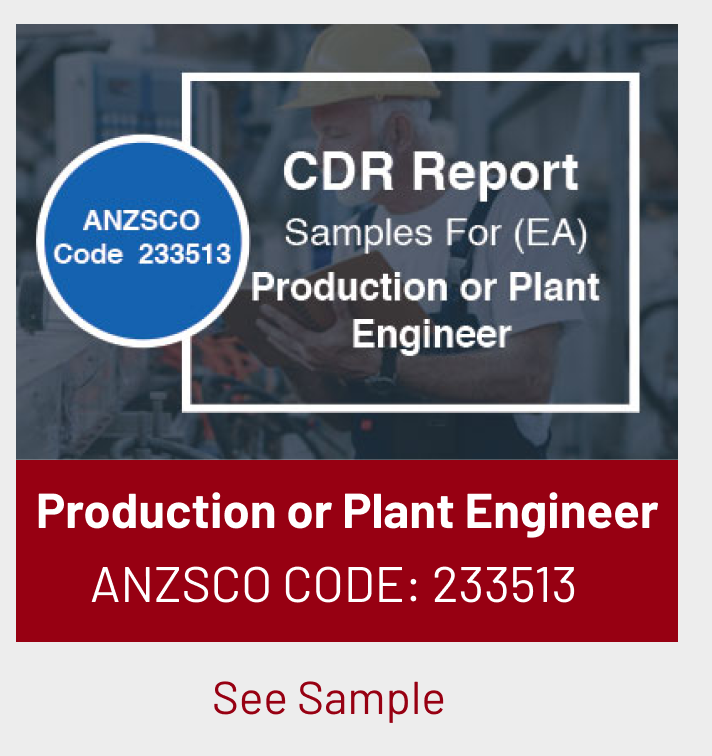 ANZSCO
Code 233513
CDR Report
Samples For (EA)
Production or Plant
Engineer
Production or Plant Engineer
ANZSCO CODE: 233513
See Sample